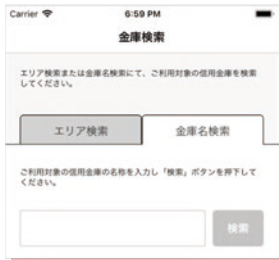 Carrier 6:59 PM
金庫検索
エリア検索または金庫名検索にて、ご利用対象の信用金庫を検索
してください。
エリア検索 金庫名検索
ご利用対象の信用金庫の名称を入力し「検索」ボタンを押下して
ください。
検索